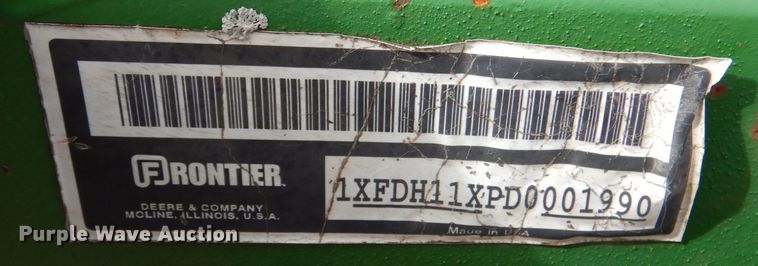 FRONTIER
DEERE & COMPANY
MOLINE, ILLINOIS, U.S.A.
1XFDH11XPD0001990
Made in USA
Purple Wave Auction